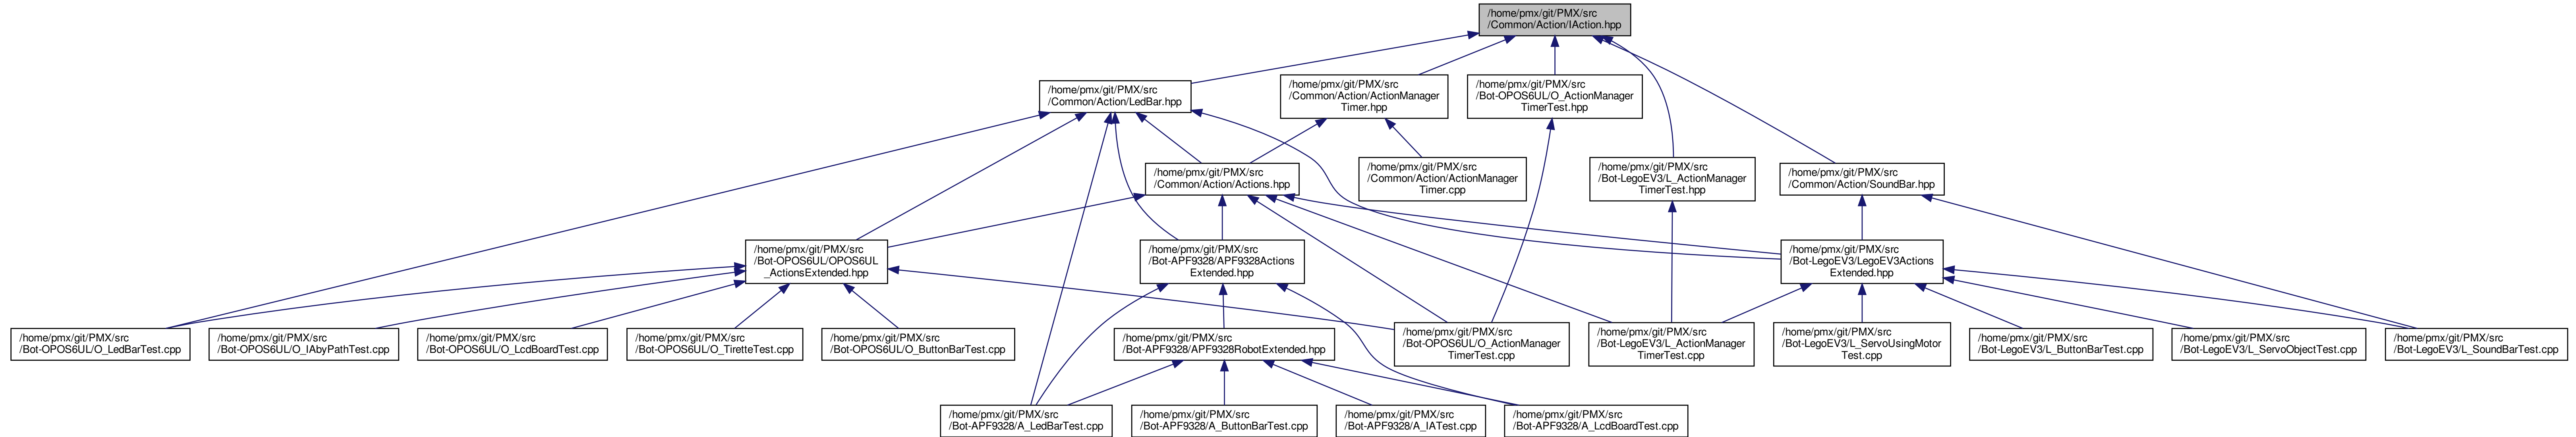 /home/pmx/git/PMX/src
/Common/Action/IAction.hpp
/home/pmx/git/PMX/src
/Common/Action/LedBar.hpp
/home/pmx/git/PMX/src
/Common/Action/ActionManager
Timer.hpp
/home/pmx/git/PMX/src
/Bot-OPOS6UL/O_ActionManager
TimerTest.hpp
/home/pmx/git/PMX/src
/Common/Action/Actions.hpp
/home/pmx/git/PMX/src
/Common/Action/ActionManager
Timer.cpp
/home/pmx/git/PMX/src
/Bot-LegoEV3/L_ActionManager
TimerTest.hpp
/home/pmx/git/PMX/src
/Common/Action/SoundBar.hpp
/home/pmx/git/PMX/src
/Bot-OPOS6UL/OPOS6UL
_ActionsExtended.hpp
/home/pmx/git/PMX/src
/Bot-APF9328/APF9328Actions
Extended.hpp
/home/pmx/git/PMX/src
/Bot-LegoEV3/LegoEV3Actions
Extended.hpp
/home/pmx/git/PMX/src
/Bot-OPOS6UL/O_LedBarTest.cpp
/home/pmx/git/PMX/src
/Bot-OPOS6UL/O_IAbyPathTest.cpp
/home/pmx/git/PMX/src
/Bot-OPOS6UL/O_LcdBoardTest.cpp
/home/pmx/git/PMX/src
/Bot-OPOS6UL/O_TiretteTest.cpp
/home/pmx/git/PMX/src
/Bot-OPOS6UL/O_ButtonBarTest.cpp
/home/pmx/git/PMX/src
/Bot-APF9328/APF9328RobotExtended.hpp
/home/pmx/git/PMX/src
/Bot-OPOS6UL/O_ActionManager
TimerTest.cpp
/home/pmx/git/PMX/src
/Bot-LegoEV3/L_ActionManager
TimerTest.cpp
/home/pmx/git/PMX/src
/Bot-LegoEV3/L_ServoUsingMotor
Test.cpp
/home/pmx/git/PMX/src
/Bot-LegoEV3/L_ButtonBarTest.cpp
/home/pmx/git/PMX/src
/Bot-LegoEV3/L_ServoObjectTest.cpp
/home/pmx/git/PMX/src
/Bot-LegoEV3/L_SoundBarTest.cpp
/home/pmx/git/PMX/src
/Bot-APF9328/A_LedBarTest.cpp
/home/pmx/git/PMX/src
/Bot-APF9328/A_ButtonBarTest.cpp
/home/pmx/git/PMX/src
/Bot-APF9328/A_IATest.cpp
/home/pmx/git/PMX/src
/Bot-APF9328/A_LcdBoardTest.cpp